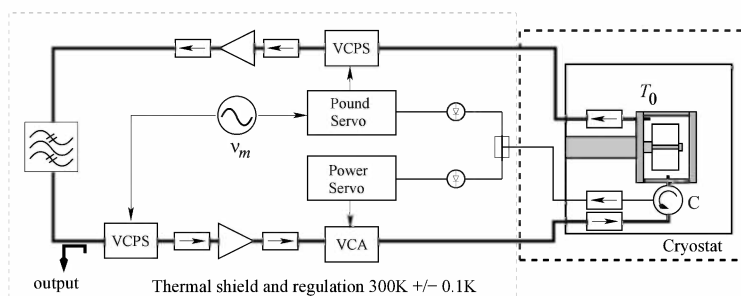 VCPS
T0
Pound
Servo
νm
Power
Servo
C
VCPS
VCA
Cryostat
output
Thermal shield and regulation 300K +/− 0.1K